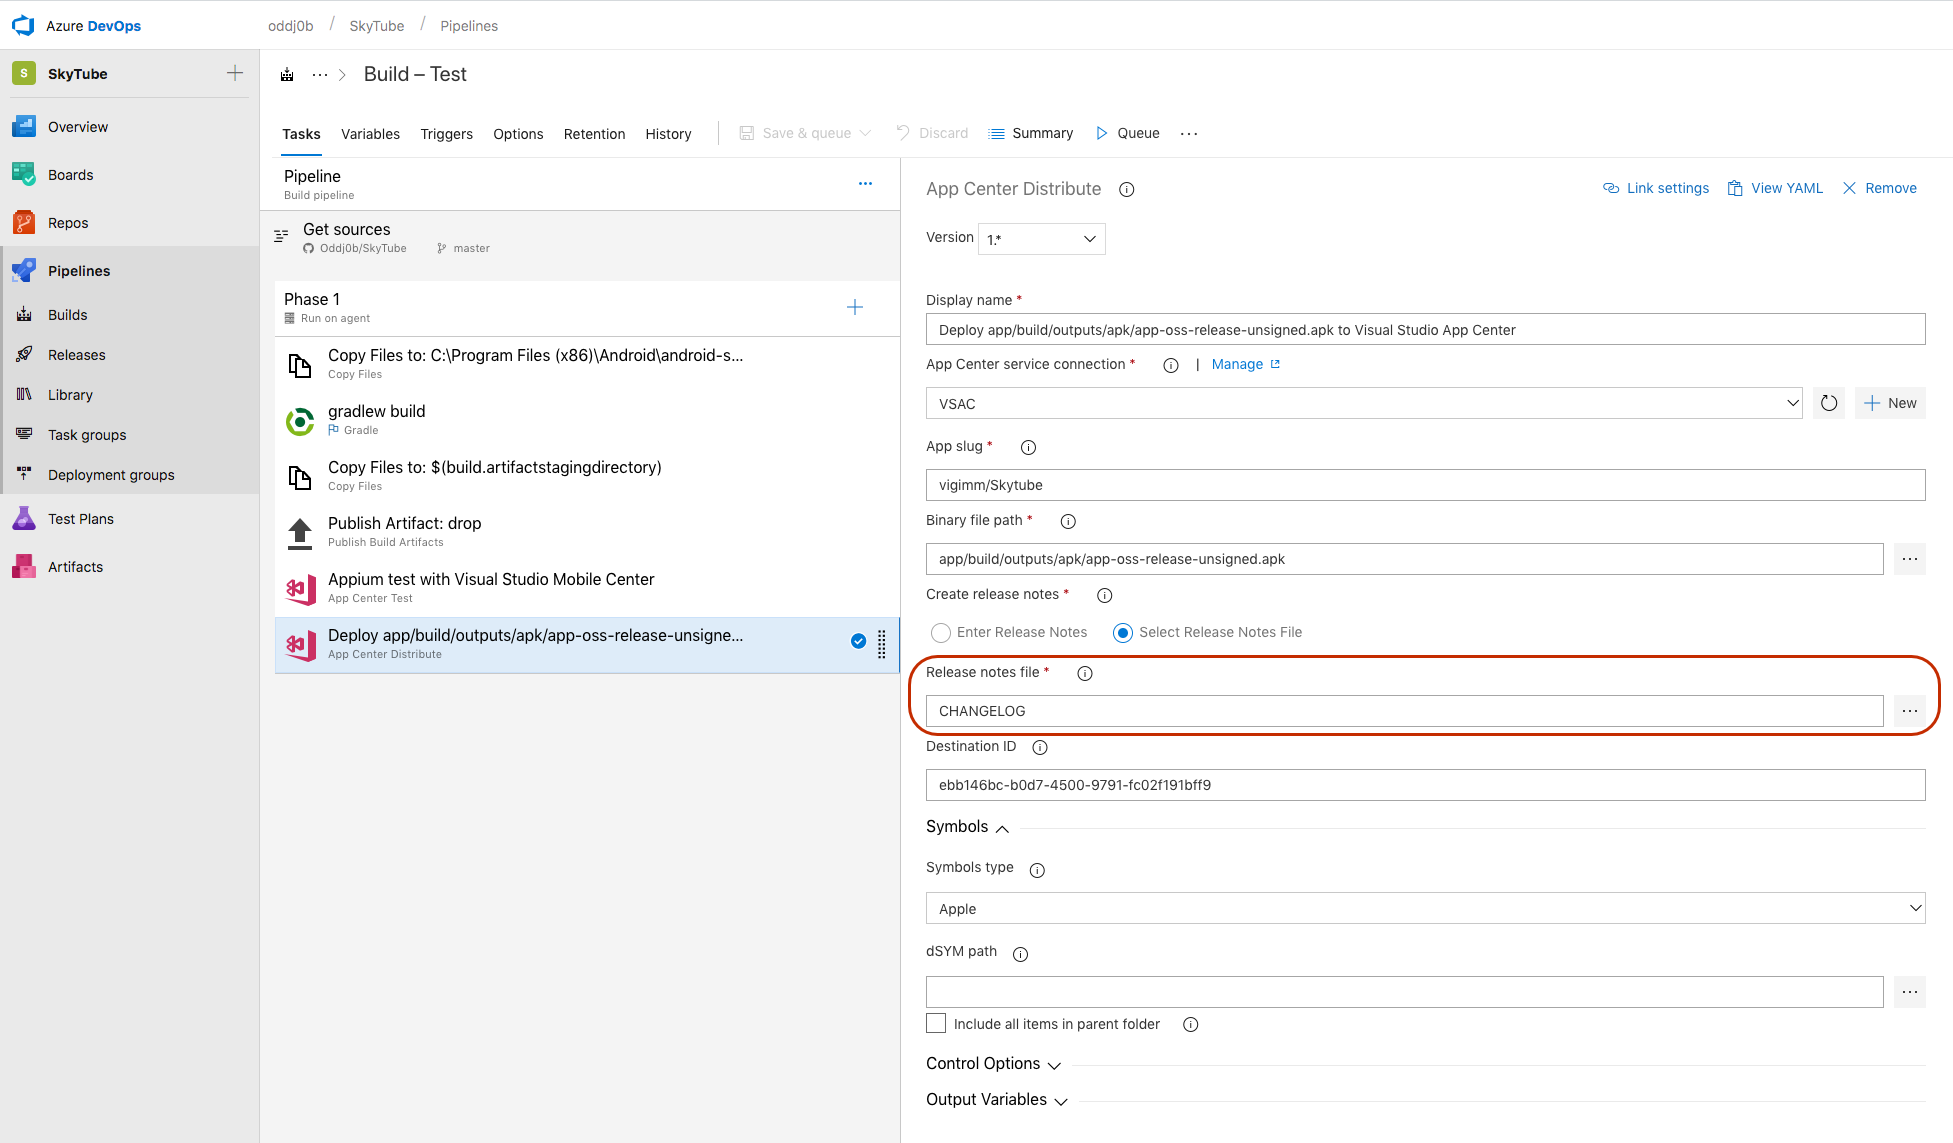 Azure DevOps
oddj0b / SkyTube / Pipelines
S SkyTube
Overview
Boards
Repos
Pipelines
Builds
Releases
Library
Task groups
Deployment groups
Test Plans
Artifacts
··· > Build – Test
Tasks Variables Triggers Options Retention History Save & queue Discard Summary Queue ···
Pipeline
Build pipeline
Get sources
Oddj0b/SkyTube master
Phase 1
Run on agent
Copy Files to: C:\Program Files (x86)\Android\android-s...
Copy Files
gradlew build
Gradle
Copy Files to: $(build.artifactstagingdirectory)
Copy Files
Publish Artifact: drop
Publish Build Artifacts
Appium test with Visual Studio Mobile Center
App Center Test
Deploy app/build/outputs/apk/app-oss-release-unsigne...
App Center Distribute
App Center Distribute
Link settings View YAML Remove
Version 1.*
Display name *
Deploy app/build/outputs/apk/app-oss-release-unsigned.apk to Visual Studio App Center
App Center service connection * | Manage
VSAC
New
App slug *
vigimm/Skytube
Binary file path *
app/build/outputs/apk/app-oss-release-unsigned.apk
Create release notes *
Enter Release Notes Select Release Notes File
Release notes file *
CHANGELOG
Destination ID
ebb146bc-b0d7-4500-9791-fc02f191bff9
Symbols
Symbols type
Apple
dSYM path
Include all items in parent folder
Control Options
Output Variables